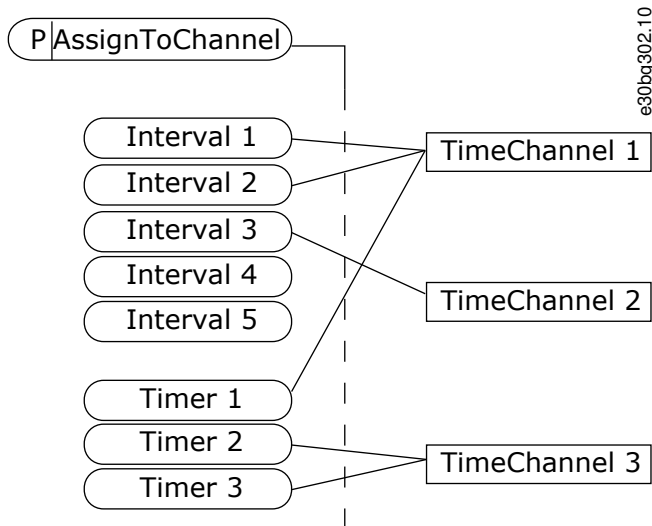 P AssignToChannel
Interval 1
Interval 2
Interval 3
Interval 4
Interval 5
Timer 1
Timer 2
Timer 3
TimeChannel 1
TimeChannel 2
TimeChannel 3
e30bq302.10